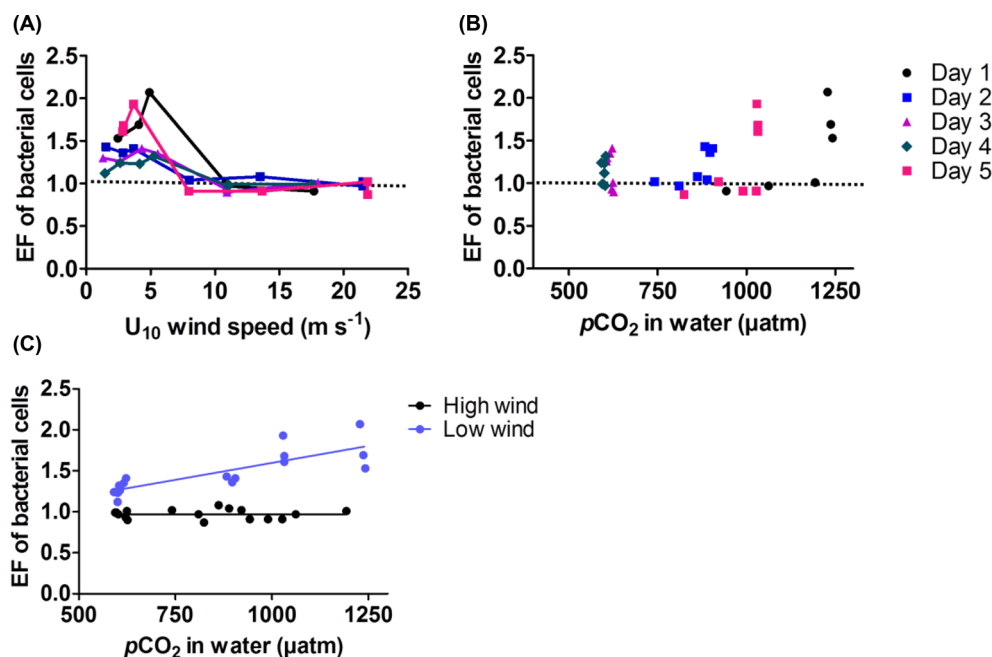 (A)
EF of bacterial cells
2.5
2.0
1.5
1.0
0.5
0.0
0 5 10 15 20 25
U₁₀ wind speed (m s⁻¹)
(B)
EF of bacterial cells
2.5
2.0
1.5
1.0
0.5
0.0
500 750 1000 1250
pCO₂ in water (µatm)
Day 1
Day 2
Day 3
Day 4
Day 5
(C)
EF of bacterial cells
2.5
2.0
1.5
1.0
0.5
0.0
500 750 1000 1250
pCO₂ in water (µatm)
High wind
Low wind